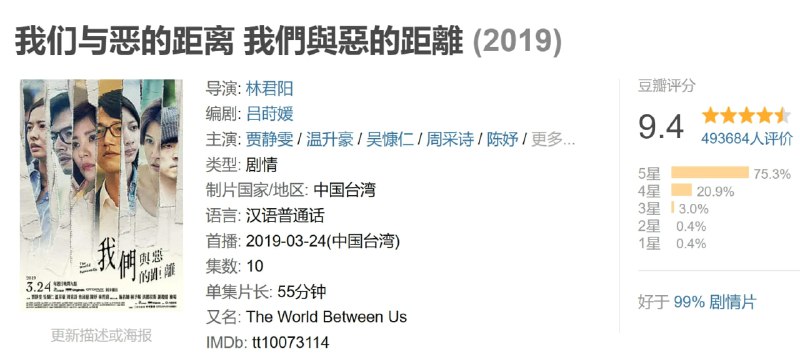 我们与恶的距离 我們與惡的距離 (2019)
导演: 林君阳
编剧: 吕莳媛
主演: 贾静雯 / 温升豪 / 吴慷仁 / 周采诗 / 陈妤 / 更多...
类型: 剧情
制片国家/地区: 中国台湾
语言: 汉语普通话
首播: 2019-03-24(中国台湾)
集数: 10
单集片长: 55分钟
又名: The World Between Us
IMDb: tt10073114
我們與惡的距離
2019
3.24
更新描述或海报
豆瓣评分
9.4
493684人评价
5星 75.3%
4星 20.9%
3星 3.0%
2星 0.4%
1星 0.4%
好于 99% 剧情片